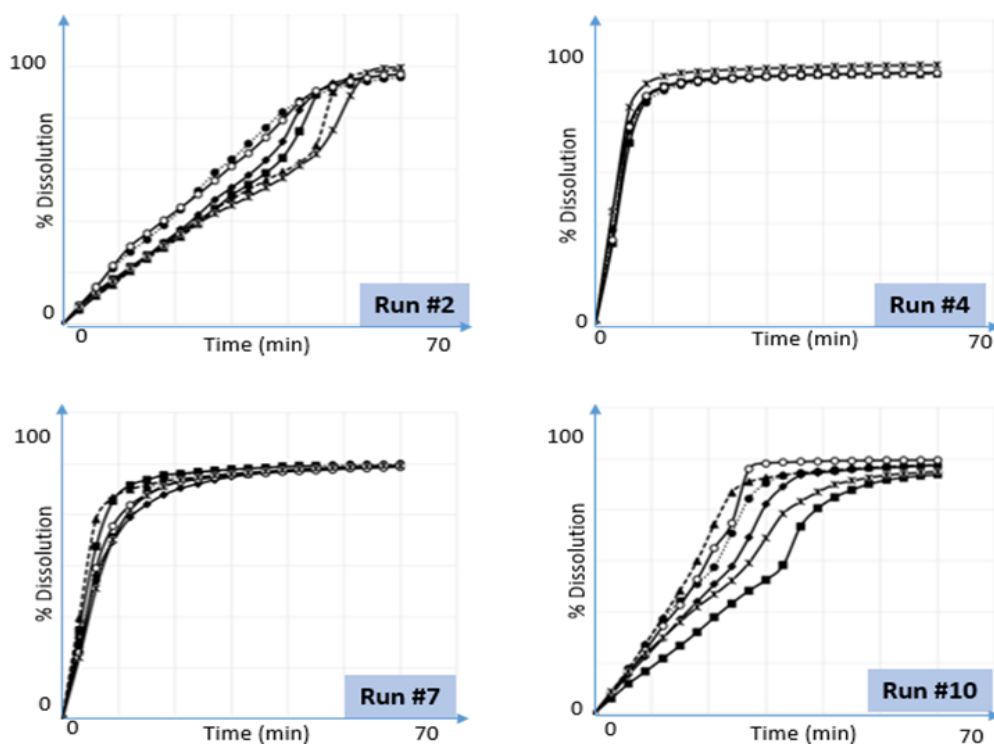 100
% Dissolution
0
0
Time (min)
70
Run #2
100
% Dissolution
0
0
Time (min)
70
Run #4
100
% Dissolution
0
0
Time (min)
70
Run #7
100
% Dissolution
0
0
Time (min)
70
Run #10